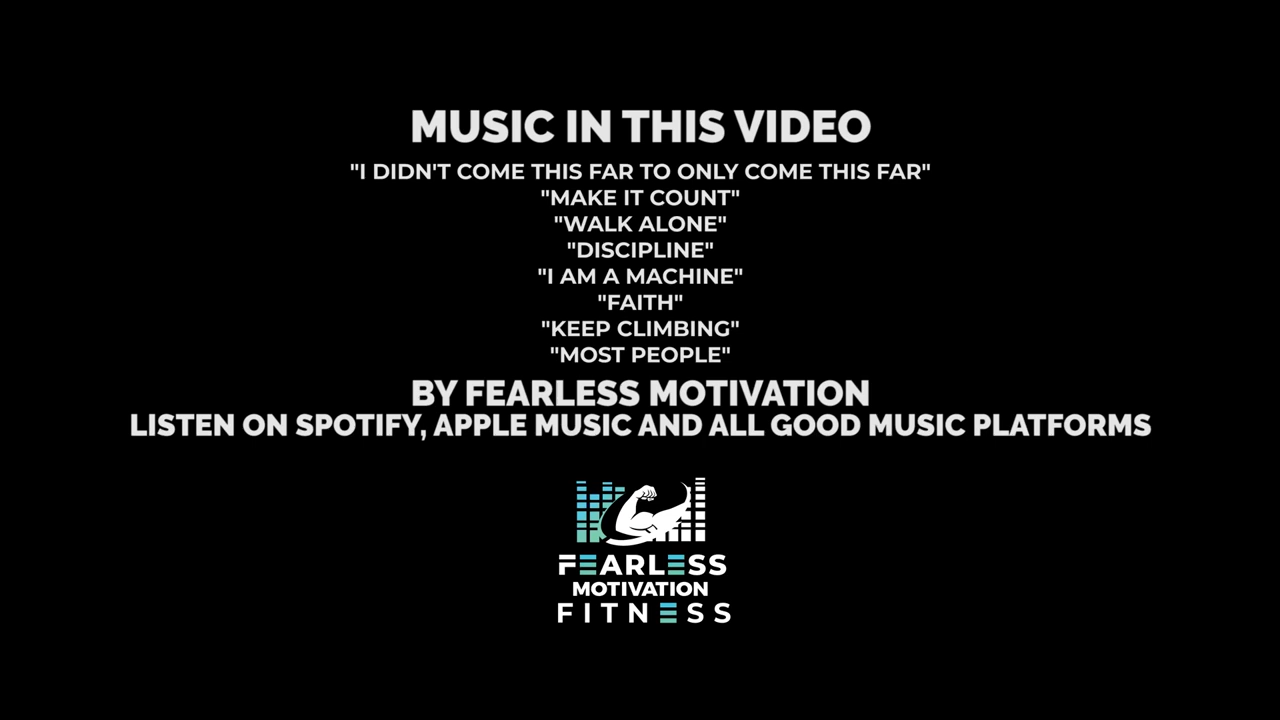 MUSIC IN THIS VIDEO
"I DIDN'T COME THIS FAR TO ONLY COME THIS FAR"
"MAKE IT COUNT"
"WALK ALONE"
"DISCIPLINE"
"I AM A MACHINE"
"FAITH"
"KEEP CLIMBING"
"MOST PEOPLE"
BY FEARLESS MOTIVATION
LISTEN ON SPOTIFY, APPLE MUSIC AND ALL GOOD MUSIC PLATFORMS
FEARLESS
MOTIVATION
FITNESS